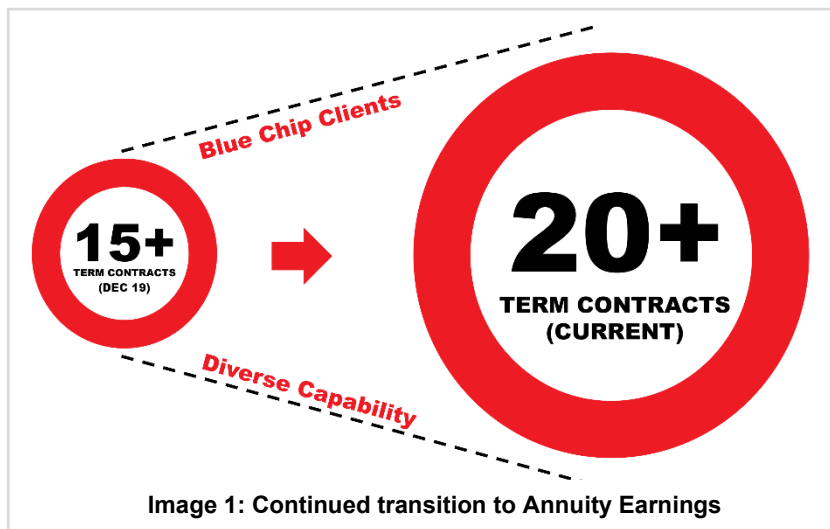 Blue Chip Clients
15+
TERM CONTRACTS
(DEC 19)
20+
TERM CONTRACTS
(CURRENT)
Diverse Capability
Image 1: Continued transition to Annuity Earnings